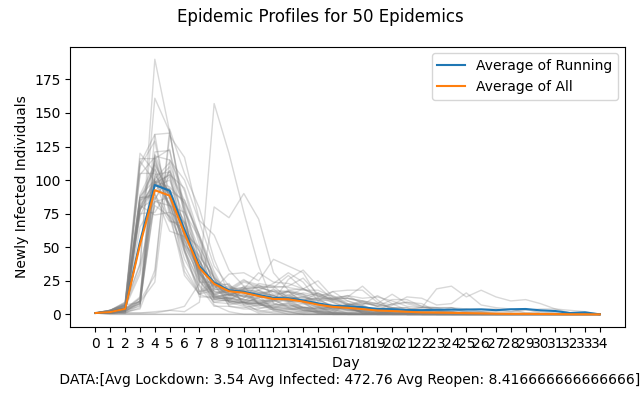 Epidemic Profiles for 50 Epidemics
Average of Running
Average of All
Newly Infected Individuals
175
150
125
100
75
50
25
0
0 1 2 3 4 5 6 7 8 9 10 11 12 13 14 15 16 17 18 19 20 21 22 23 24 25 26 27 28 29 30 31 32 33 34
Day
DATA:[Avg Lockdown: 3.54 Avg Infected: 472.76 Avg Reopen: 8.416666666666666]